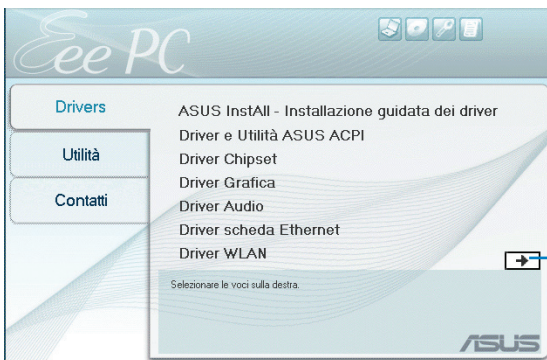 Eee PC
Drivers
Utilità
Contatti
ASUS InstAll - Installazione guidata dei driver
Driver e Utilità ASUS ACPI
Driver Chipset
Driver Grafica
Driver Audio
Driver scheda Ethernet
Driver WLAN
Selezionare le voci sulla destra.
ASUS